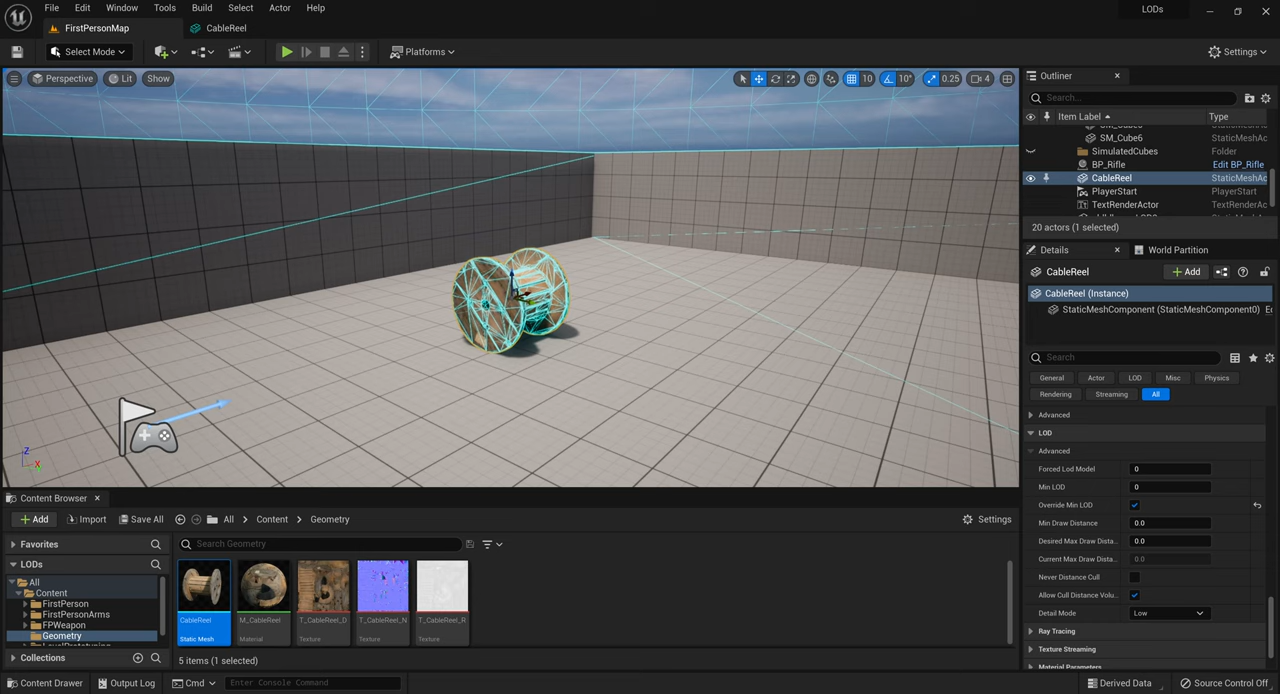 File Edit Window Tools Build Select Actor Help
LODs
FirstPersonMap
CableReel
Select Mode
Platforms
Settings
Perspective Lit Show
10 10° 0.25 4
Outliner
Search...
Item Label Type
SM_Cube6 StaticMeshAc
SimulatedCubes Folder
BP_Rifle Edit BP_Rifle
CableReel StaticMeshAc
PlayerStart PlayerStart
TextRenderActor TextRenderAc
20 actors (1 selected)
Details
World Partition
CableReel
+ Add
CableReel (Instance)
StaticMeshComponent (StaticMeshComponent0)
Search
General Actor LOD Misc Physics
Rendering Streaming All
Advanced
LOD
Advanced
Forced Lod Model 0
Min LOD 0
Override Min LOD
Min Draw Distance 0.0
Desired Max Draw Dista... 0.0
Current Max Draw Dista... 0.0
Never Distance Cull
Allow Cull Distance Volu...
Detail Mode Low
Ray Tracing
Texture Streaming
Material Parameters
Z
X
Content Browser
+ Add Import Save All All > Content > Geometry Settings
Favorites
Search Geometry
LODs
All
Content
FirstPerson
FirstPersonArms
FPWeapon
Geometry
LevelPrototyping
Collections
CableReel
Static Mesh
M_CableReel
Material
T_CableReel_D
Texture
T_CableReel_N
Texture
T_CableReel_R
Texture
5 items (1 selected)
Content Drawer Output Log Cmd Enter Console Command
Derived Data Source Control Off